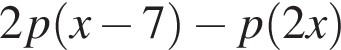 2p(x − 7) − p(2x)